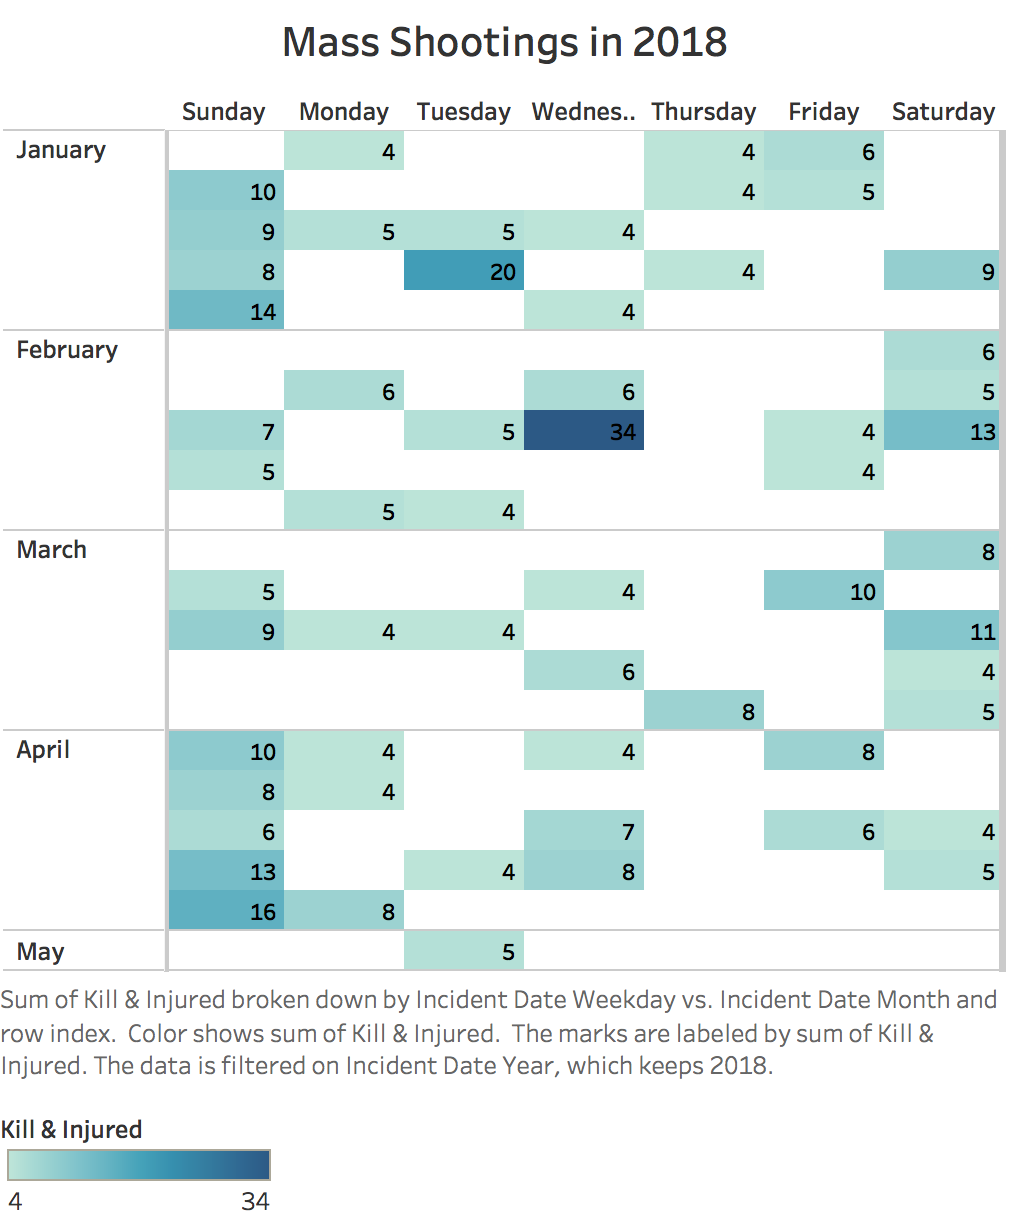 Mass Shootings in 2018
Sunday Monday Tuesday Wednes.. Thursday Friday Saturday
January 4 4 6
10 4 5
9 5 5 4
8 20 4 9
14 4
February 6
6 6 5
7 5 34 4 13
5 4
5 4
March 8
5 4 10
9 4 4 11
6 4
8 5
April 10 4 4 8
8 4
6 7 6 4
13 4 8 5
16 8
May 5
Sum of Kill & Injured broken down by Incident Date Weekday vs. Incident Date Month and
row index. Color shows sum of Kill & Injured. The marks are labeled by sum of Kill &
Injured. The data is filtered on Incident Date Year, which keeps 2018.
Kill & Injured
4 34